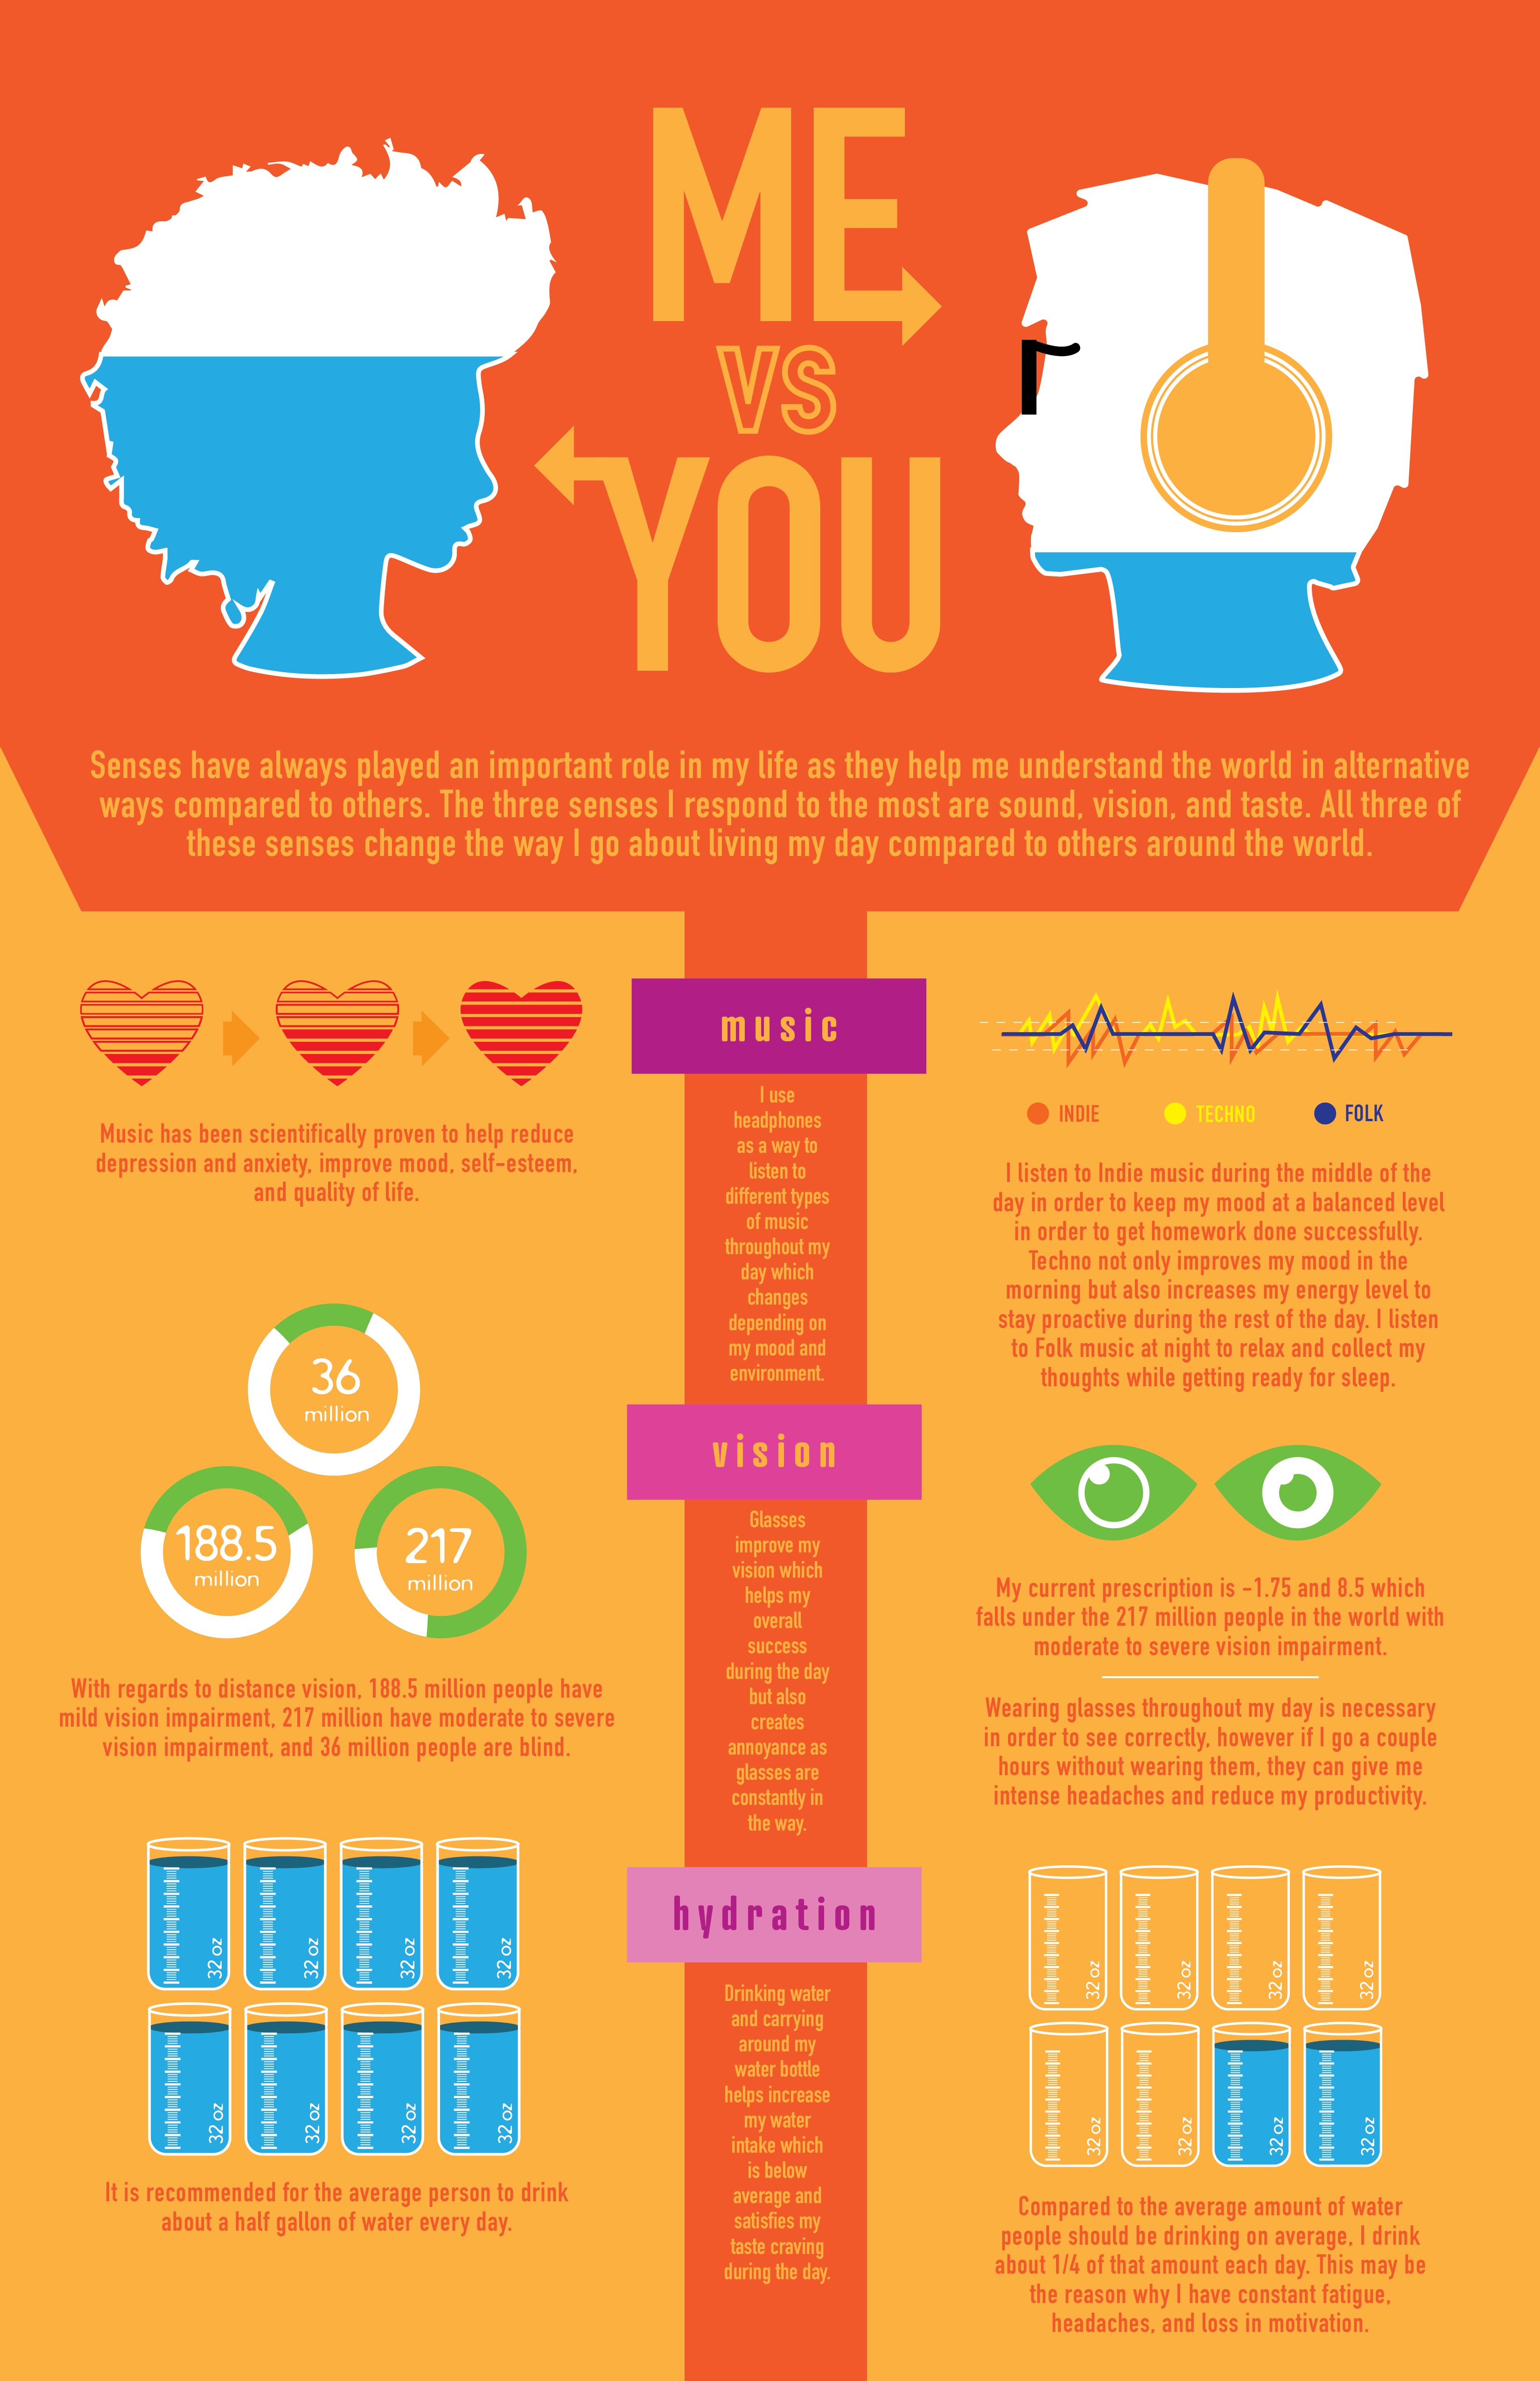 ME
VS
YOU
Senses have always played an important role in my life as they help me understand the world in alternative
ways compared to others. The three senses I respond to the most are sound, vision, and taste. All three of
these senses change the way I go about living my day compared to others around the world.
music
Music has been scientifically proven to help reduce
depression and anxiety, improve mood, self-esteem,
and quality of life.
I use
headphones
as a way to
listen to
different types
of music
throughout my
day which
changes
depending on
my mood and
environment.
INDIE
TECHNO
FOLK
I listen to Indie music during the middle of the
day in order to keep my mood at a balanced level
in order to get homework done successfully.
Techno not only improves my mood in the
morning but also increases my energy level to
stay proactive during the rest of the day. I listen
to Folk music at night to relax and collect my
thoughts while getting ready for sleep.
vision
36
million
188.5
million
217
million
With regards to distance vision, 188.5 million people have
mild vision impairment, 217 million have moderate to severe
vision impairment, and 36 million people are blind.
Glasses
improve my
vision which
helps my
overall
success
during the day
but also
creates
annoyance as
glasses are
constantly in
the way.
My current prescription is -1.75 and 8.5 which
falls under the 217 million people in the world with
moderate to severe vision impairment.
Wearing glasses throughout my day is necessary
in order to see correctly, however if I go a couple
hours without wearing them, they can give me
intense headaches and reduce my productivity.
hydration
32 oz
32 oz
32 oz
32 oz
32 oz
32 oz
32 oz
32 oz
It is recommended for the average person to drink
about a half gallon of water every day.
Drinking water
and carrying
around my
water bottle
helps increase
my water
intake which
is below
average and
satisfies my
taste craving
during the day.
32 oz
32 oz
32 oz
32 oz
32 oz
32 oz
32 oz
32 oz
Compared to the average amount of water
people should be drinking on average, I drink
about 1/4 of that amount each day. This may be
the reason why I have constant fatigue,
headaches, and loss in motivation.